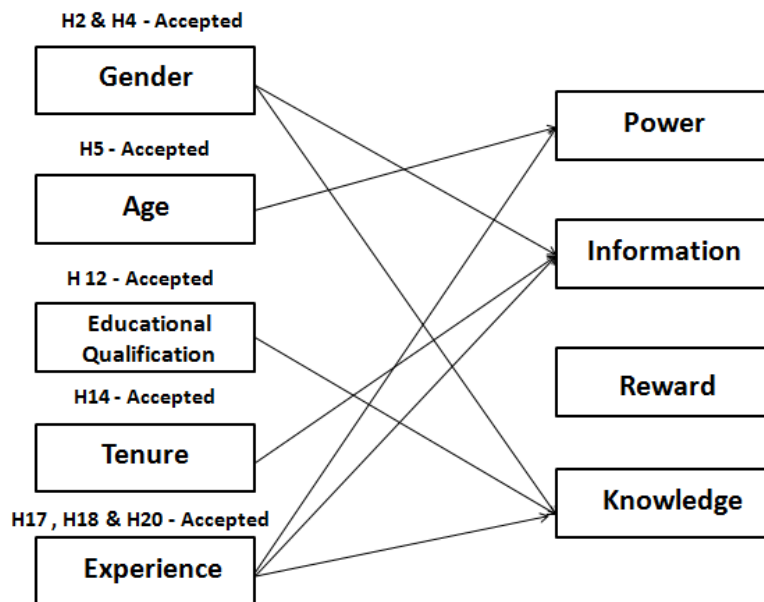 H2 & H4 - Accepted
Gender
H5 - Accepted
Age
H 12 - Accepted
Educational
Qualification
H14 - Accepted
Tenure
H17 , H18 & H20 - Accepted
Experience
Power
Information
Reward
Knowledge